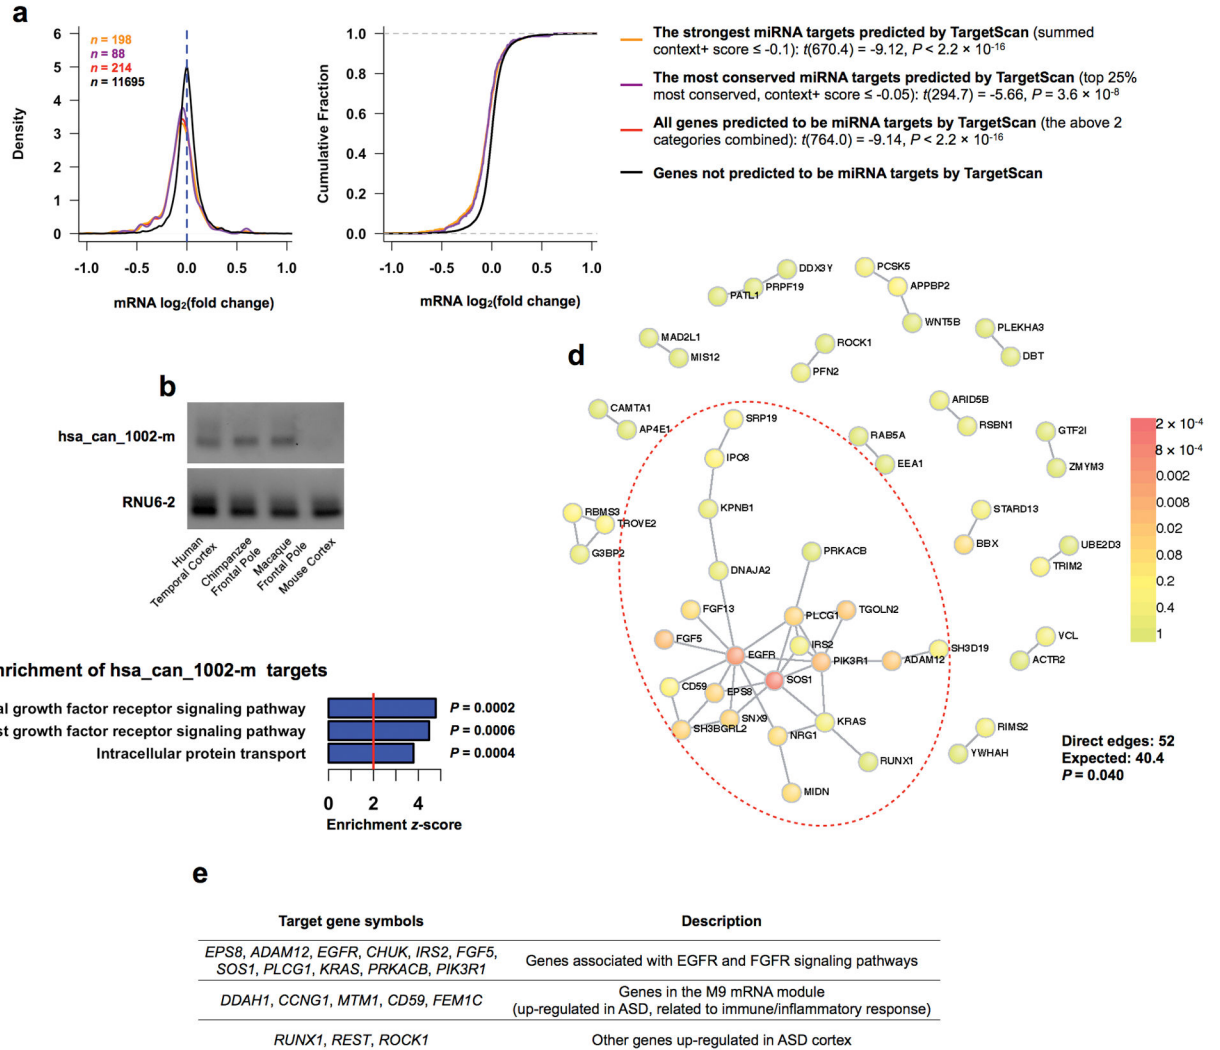 a
6
5
4
3
2
1
0
Density
n = 198
n = 88
n = 214
n = 11695
-1.0 -0.5 0.0 0.5 1.0
mRNA log2(fold change)
1.0
0.8
0.6
0.4
0.2
0.0
Cumulative Fraction
-1.0 -0.5 0.0 0.5 1.0
mRNA log2(fold change)
The strongest miRNA targets predicted by TargetScan (summed
context+ score ≤ -0.1): t(670.4) = -9.12, P < 2.2 × 10-16
The most conserved miRNA targets predicted by TargetScan (top 25%
most conserved, context+ score ≤ -0.05): t(294.7) = -5.66, P = 3.6 × 10-8
All genes predicted to be miRNA targets by TargetScan (the above 2
categories combined): t(764.0) = -9.14, P < 2.2 × 10-16
Genes not predicted to be miRNA targets by TargetScan
b
hsa_can_1002-m
RNU6-2
Human
Temporal Cortex
Chimpanzee
Frontal Pole
Macaque
Frontal Pole
Mouse Cortex
nrichment of hsa_can_1002-m targets
al growth factor receptor signaling pathway
P = 0.0002
st growth factor receptor signaling pathway
P = 0.0006
Intracellular protein transport
P = 0.0004
0 2 4
Enrichment z-score
d
DDX3Y
PRPF19
PATL1
PCSK5
APPBP2
WNT5B
MAD2L1
MIS12
ROCK1
PFN2
PLEKHA3
DBT
CAMTA1
AP4E1
SRP19
IPO8
KPNB1
DNAJA2
RAB5A
EEA1
ARID5B
RSBN1
GTF2I
ZMYM3
RBMS3
TROVE2
G3BP2
STARD13
BBX
UBE2D3
TRIM2
PRKACB
FGF13
FGF5
EGFR
PLCG1
TGOLN2
IRS2
PIK3R1
ADAM12
SH3D19
SOS1
CD59
EPS8
SNX9
SH3BGRL2
NRG1
KRAS
RUNX1
MIDN
VCL
ACTR2
RIMS2
YWHAH
2 × 10-4
8 × 10-4
0.002
0.008
0.02
0.08
0.2
0.4
1
Direct edges: 52
Expected: 40.4
P = 0.040
e
Target gene symbols Description
EPS8, ADAM12, EGFR, CHUK, IRS2, FGF5,
SOS1, PLCG1, KRAS, PRKACB, PIK3R1
Genes associated with EGFR and FGFR signaling pathways
DDAH1, CCNG1, MTM1, CD59, FEM1C
Genes in the M9 mRNA module
(up-regulated in ASD, related to immune/inflammatory response)
RUNX1, REST, ROCK1
Other genes up-regulated in ASD cortex